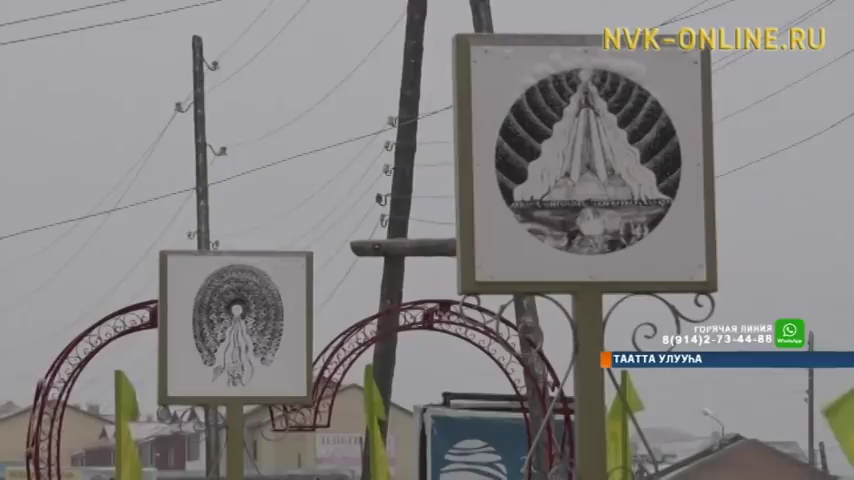 NVK-ONLINE.RU
ГОРЯЧАЯ ЛИНИЯ
8(914)2-73-44-88
WhatsApp
ТААТТА УЛУУҺА